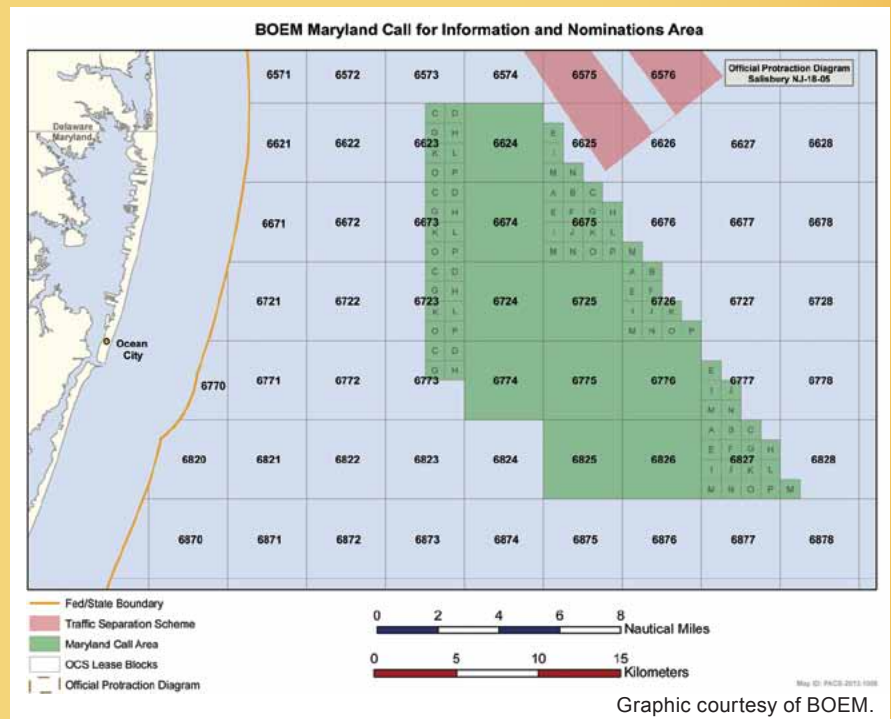 BOEM Maryland Call for Information and Nominations Area
Official Protraction Diagram
Salisbury NJ-18-05
6571 6572 6573 6574 6575 6576
Delaware
Maryland
C D
G H E
6621 6622 6623 6624 6625 6626 6627 6628
K L I
O P M N
C D A B C
G H E F G H
6671 6672 6673 6674 6675 6676 6677 6678
K L I J K L
O P M N O P M
C D A B
G H E F
6721 6722 6723 6724 6725 6726 6727 6728
K L I J K
O P M N O P
Ocean
City
C D
G H E
6770 6771 6772 6773 6774 6775 6776 6777 6778
I J
M N
A B C
E F G H
6820 6821 6822 6823 6824 6825 6826 6827 6828
I J K L
M N O P M
6870 6871 6872 6873 6874 6875 6876 6877 6878
Fed/State Boundary
Traffic Separation Scheme
Maryland Call Area
OCS Lease Blocks
Official Protraction Diagram
0 2 4 6 8
Nautical Miles
0 5 10 15
Kilometers
Graphic courtesy of BOEM.